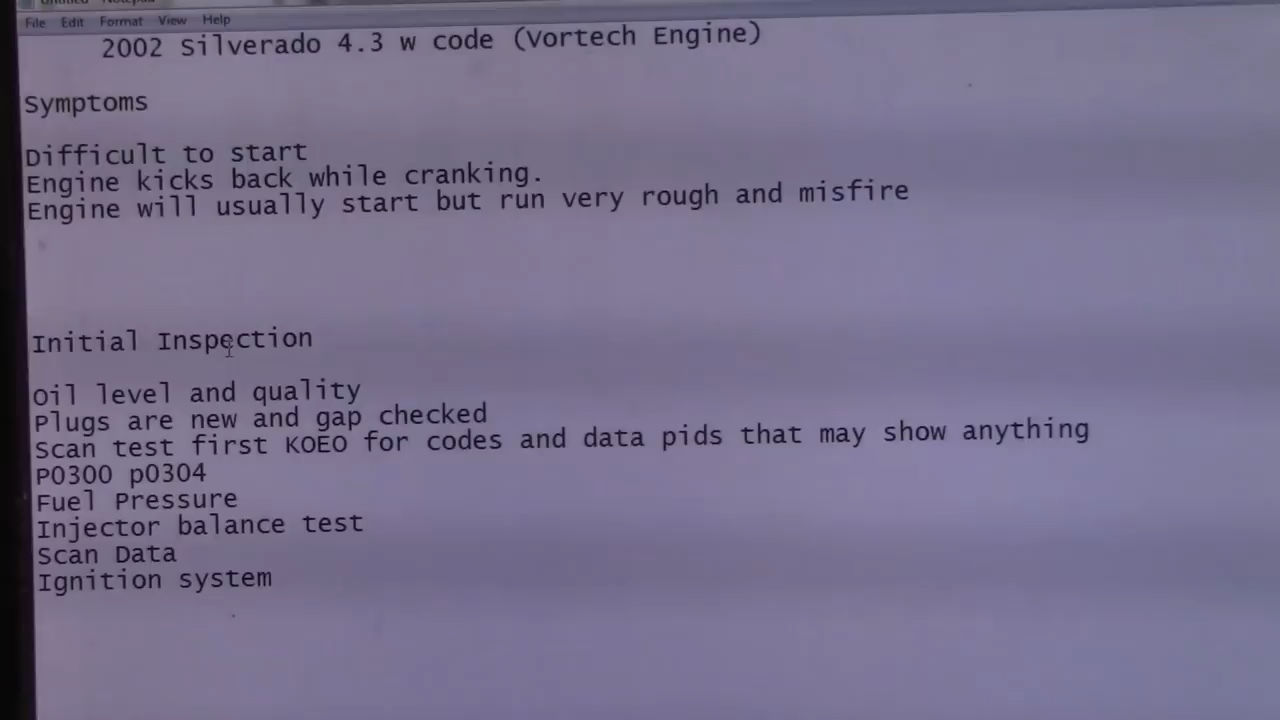 File Edit Format View Help
2002 Silverado 4.3 w code (Vortech Engine)
Symptoms
Difficult to start
Engine kicks back while cranking.
Engine will usually start but run very rough and misfire
Initial Inspection
Oil level and quality
Plugs are new and gap checked
Scan test first KOEO for codes and data pids that may show anything
P0300 p0304
Fuel Pressure
Injector balance test
Scan Data
Ignition system